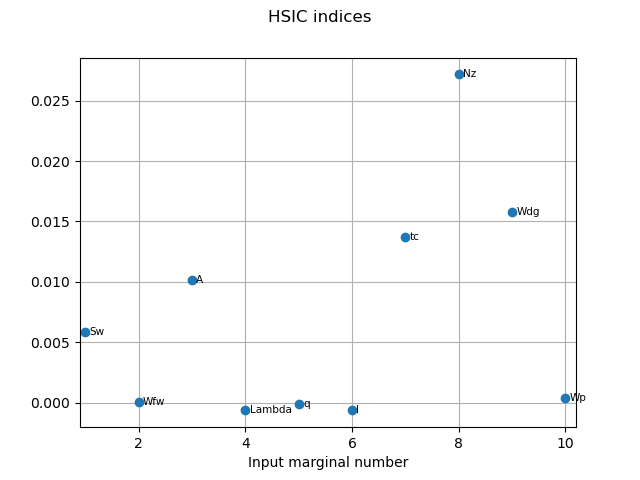 HSIC indices
0.025
0.020
0.015
0.010
0.005
0.000
Nz
Wdg
tc
A
Sw
Wfw
Lambda
q
l
Wp
2 4 6 8 10
Input marginal number